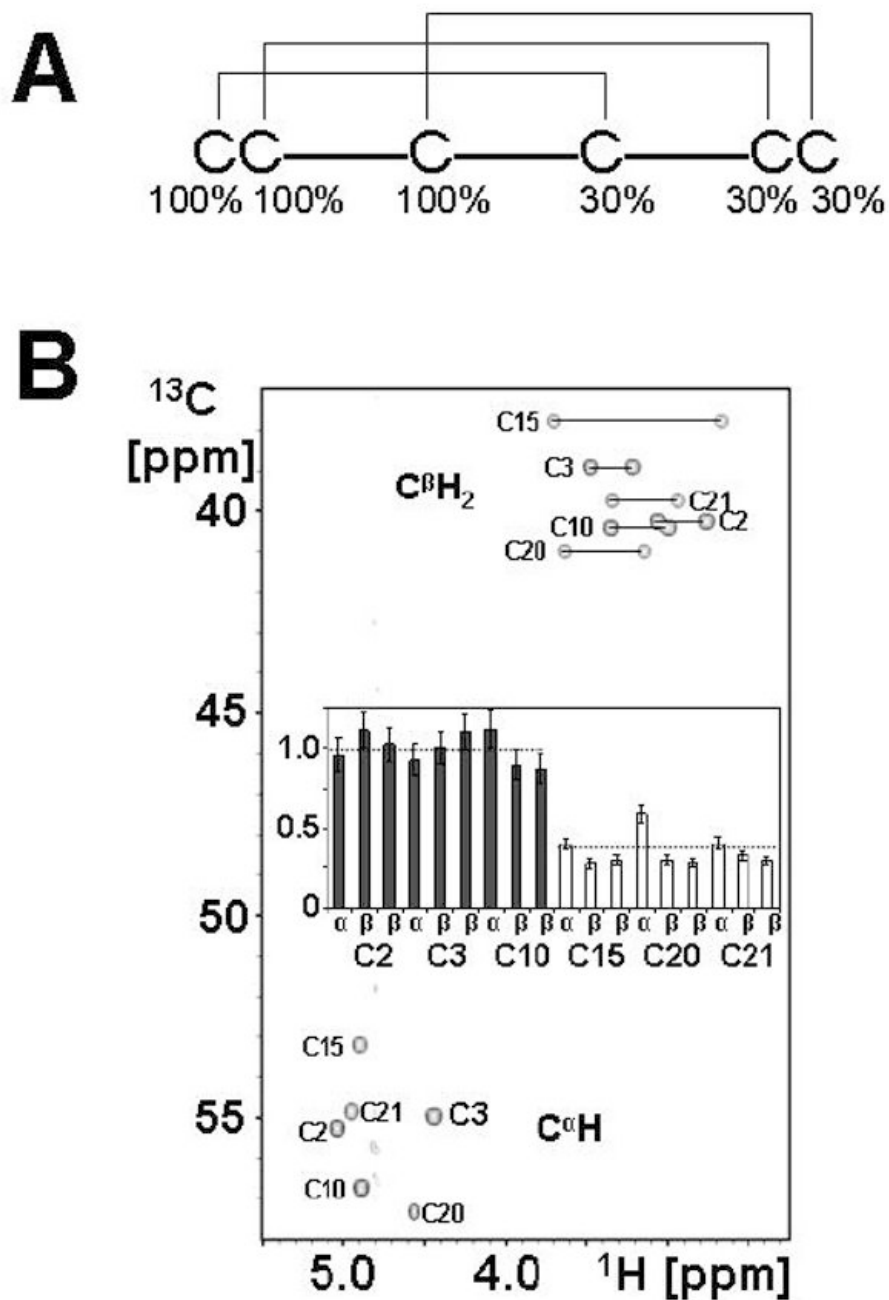 A
CC C C CC
100% 100% 100% 30% 30% 30%
B
¹³C
[ppm]
C15
C3
CᵝH₂
C21
40
C10
C2
C20
45
1.0
0.5
0
50
α β β α β β α β β α β β α β β α β β
C2 C3 C10 C15 C20 C21
C15
55
C21
C3
C2
CᵅH
C10
C20
5.0 4.0 ¹H [ppm]